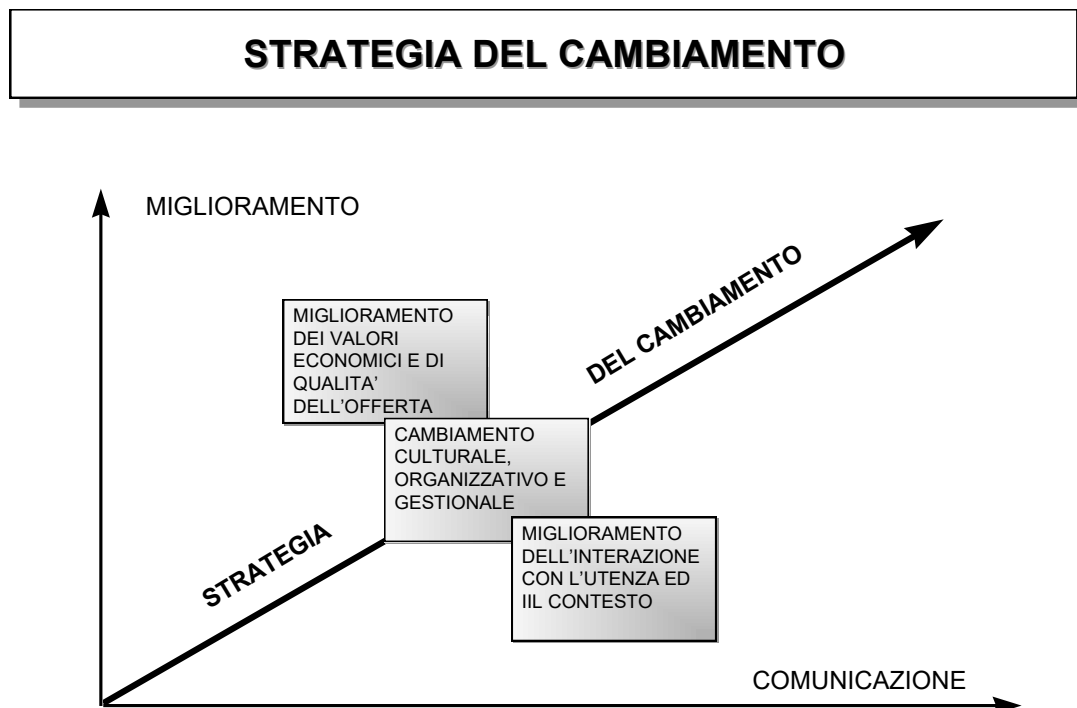 STRATEGIA DEL CAMBIAMENTO
MIGLIORAMENTO
MIGLIORAMENTO
DEI VALORI
ECONOMICI E DI
QUALITA’
DELL’OFFERTA
DEL CAMBIAMENTO
CAMBIAMENTO
CULTURALE,
ORGANIZZATIVO E
GESTIONALE
STRATEGIA
MIGLIORAMENTO
DELL’INTERAZIONE
CON L’UTENZA ED
IIL CONTESTO
COMUNICAZIONE